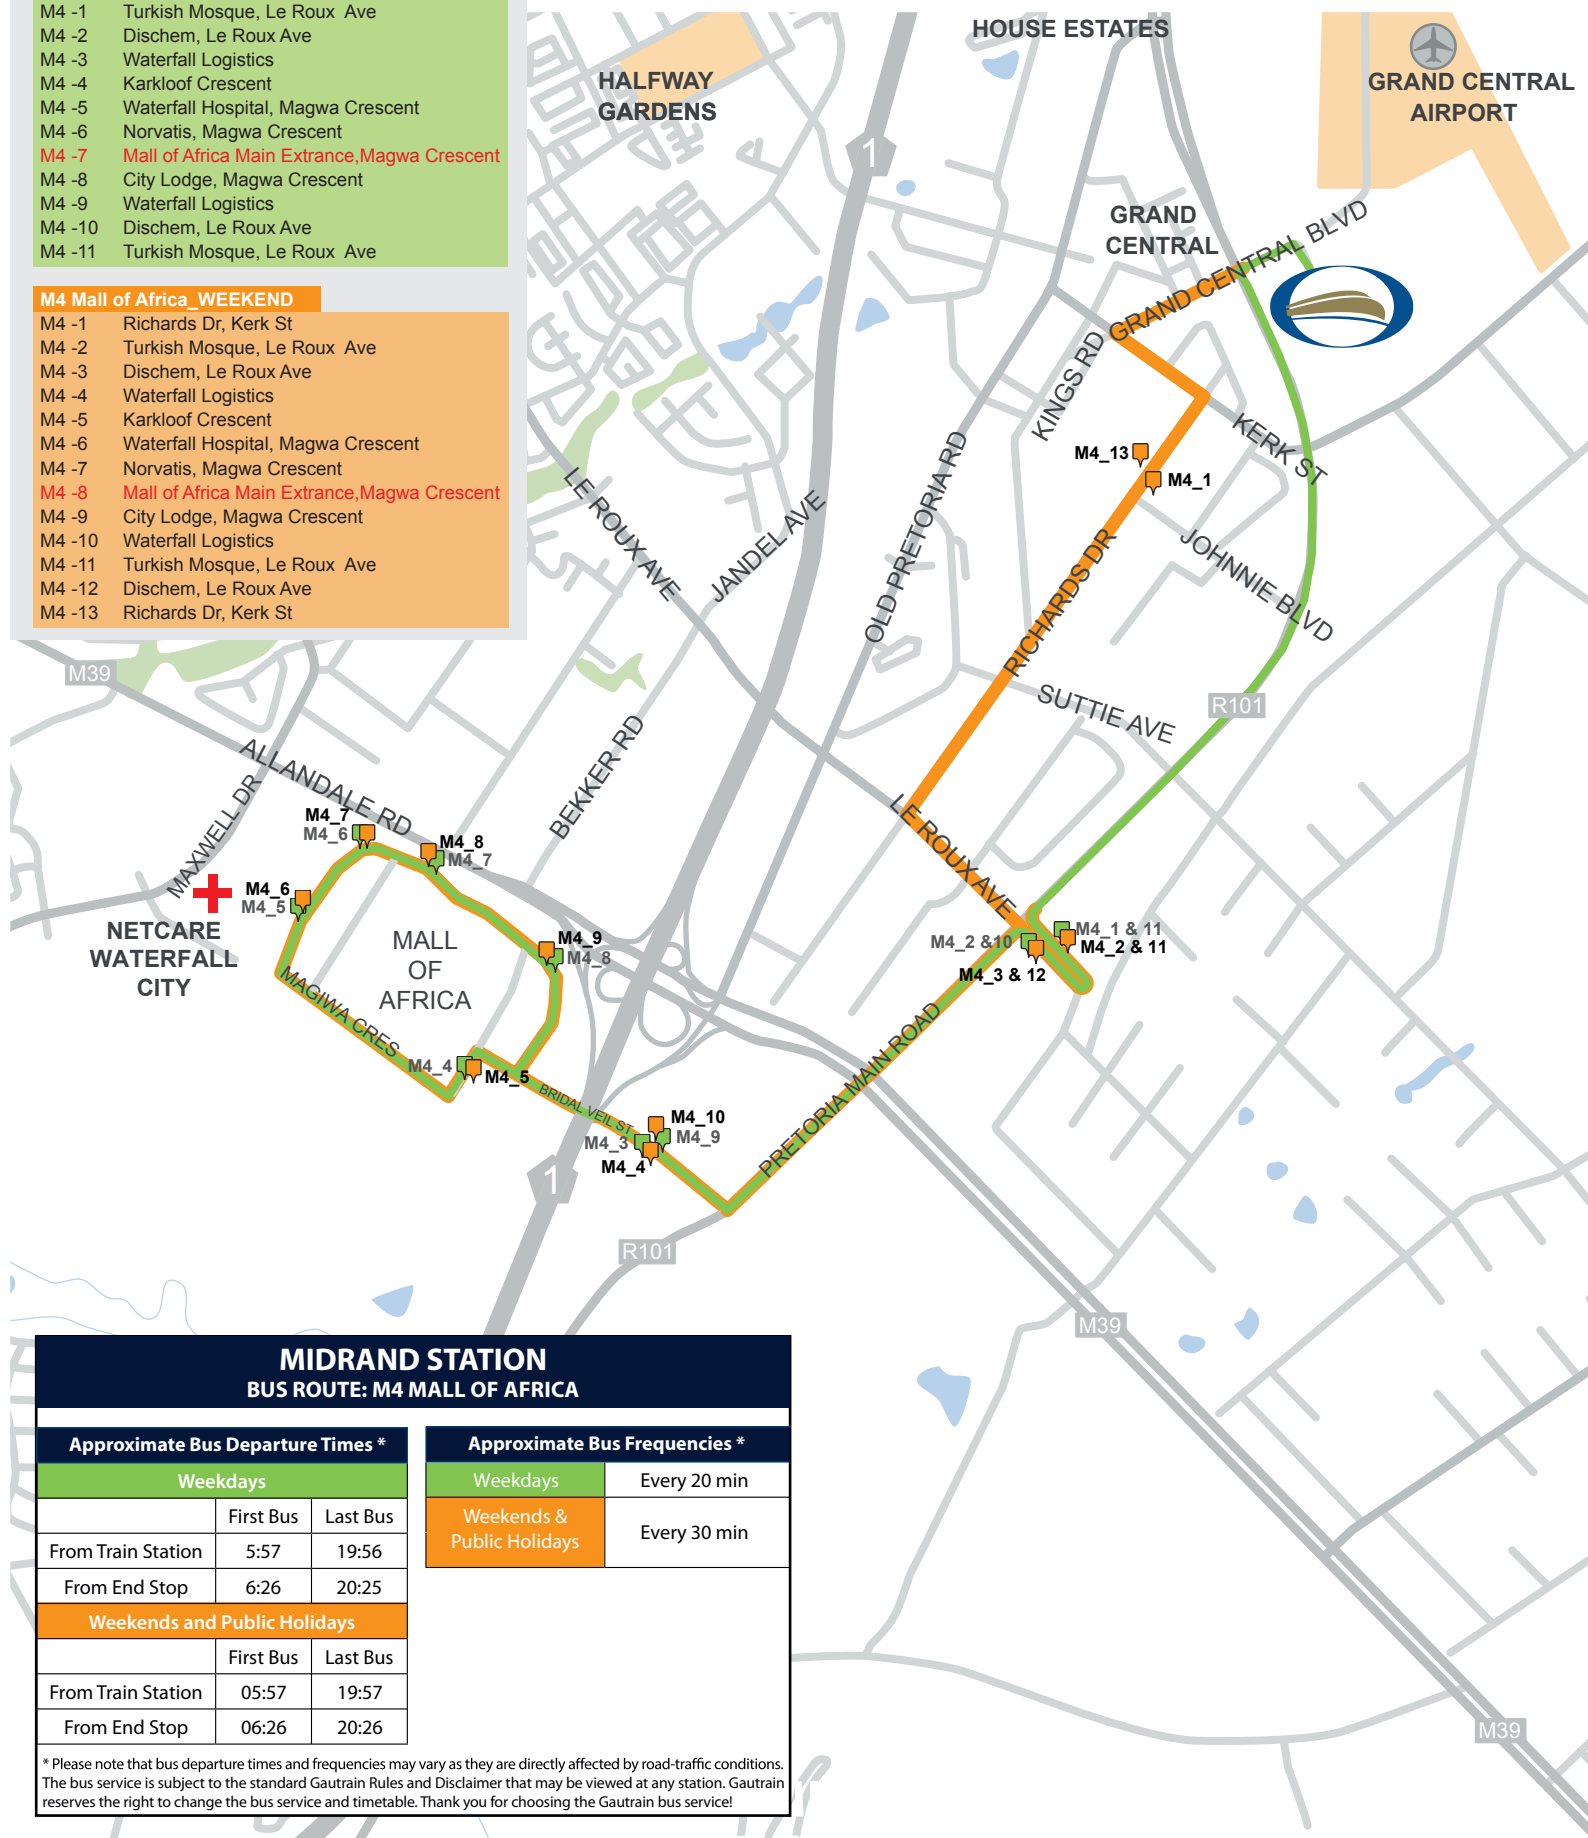 M4 -1 Turkish Mosque, Le Roux Ave
M4 -2 Dischem, Le Roux Ave
M4 -3 Waterfall Logistics
M4 -4 Karkloof Crescent
M4 -5 Waterfall Hospital, Magwa Crescent
M4 -6 Norvatis, Magwa Crescent
M4 -7 Mall of Africa Main Extrance,Magwa Crescent
M4 -8 City Lodge, Magwa Crescent
M4 -9 Waterfall Logistics
M4 -10 Dischem, Le Roux Ave
M4 -11 Turkish Mosque, Le Roux Ave
M4 Mall of Africa_WEEKEND
M4 -1 Richards Dr, Kerk St
M4 -2 Turkish Mosque, Le Roux Ave
M4 -3 Dischem, Le Roux Ave
M4 -4 Waterfall Logistics
M4 -5 Karkloof Crescent
M4 -6 Waterfall Hospital, Magwa Crescent
M4 -7 Norvatis, Magwa Crescent
M4 -8 Mall of Africa Main Extrance,Magwa Crescent
M4 -9 City Lodge, Magwa Crescent
M4 -10 Waterfall Logistics
M4 -11 Turkish Mosque, Le Roux Ave
M4 -12 Dischem, Le Roux Ave
M4 -13 Richards Dr, Kerk St
HOUSE ESTATES
HALFWAY
GARDENS
GRAND CENTRAL
AIRPORT
1
GRAND
CENTRAL
GRAND CENTRAL BLVD
KINGS RD
KERK ST
M4_13
M4_1
LE ROUX AVE
JANDEL AVE
OLD PRETORIA RD
JOHNNIE BLVD
RICHARDS DR
SUTTIE AVE
R101
M39
ALLANDALE RD
MAXWELL DR
BEKKER RD
M4_7
M4_6
M4_8
M4_7
LE ROUX AVE
M4_6
M4_5
NETCARE
WATERFALL
CITY
MALL
OF
AFRICA
M4_9
M4_8
M4_1 & 11
M4_2 & 11
M4_2 &10
M4_3 & 12
MAGIWA CRES
PRETORIA MAIN ROAD
M4_4
M4_5
BRIDAL VEIL ST
M4_10
M4_9
M4_3
M4_4
1
R101
M39
M39
MIDRAND STATION
BUS ROUTE: M4 MALL OF AFRICA
Approximate Bus Departure Times *
Weekdays
First Bus Last Bus
From Train Station 5:57 19:56
From End Stop 6:26 20:25
Weekends and Public Holidays
First Bus Last Bus
From Train Station 05:57 19:57
From End Stop 06:26 20:26
Approximate Bus Frequencies *
Weekdays Every 20 min
Weekends &
Public Holidays
Every 30 min
* Please note that bus departure times and frequencies may vary as they are directly affected by road-traffic conditions.
The bus service is subject to the standard Gautrain Rules and Disclaimer that may be viewed at any station. Gautrain
reserves the right to change the bus service and timetable. Thank you for choosing the Gautrain bus service!